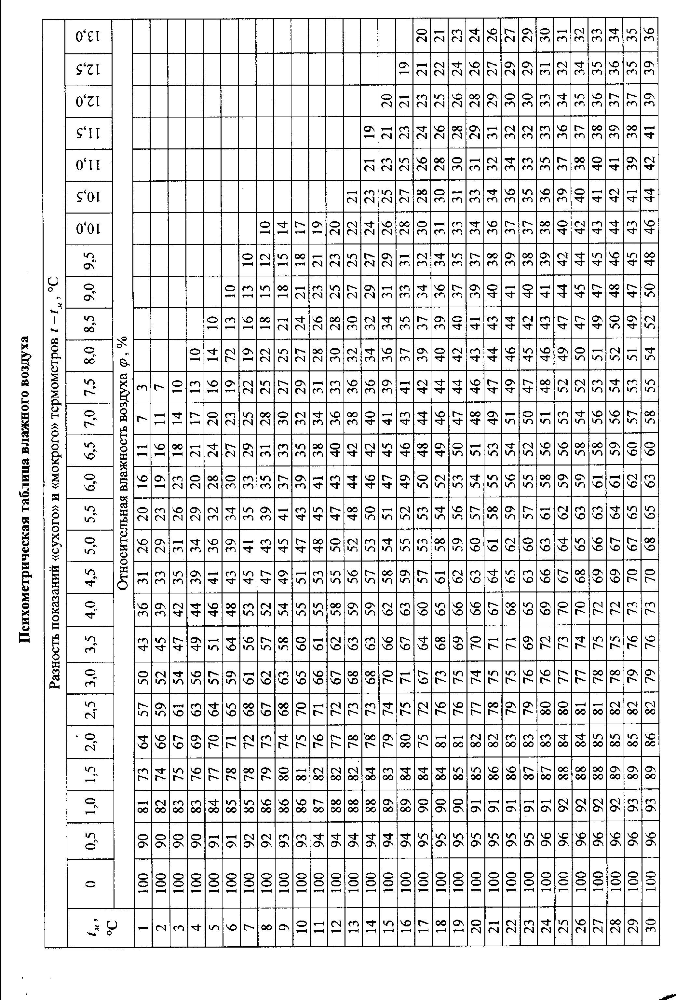 Психометрическая таблица влажного воздуха
Разность показаний «сухого» и «мокрого» термометров t – tм, °C
tм, °C 0 0,5 1,0 1,5 2,0 2,5 3,0 3,5 4,0 4,5 5,0 5,5 6,0 6,5 7,0 7,5 8,0 8,5 9,0 9,5 10,0 10,5 11,0 11,5 12,0 12,5 13,0
Относительная влажность воздуха φ, %
1 100 90 81 73 64 57 50 43 36 31 26 20 16 11 7 3
2 100 90 82 74 66 59 52 45 39 33 29 23 19 16 11 7
3 100 90 83 75 67 61 54 47 42 35 31 26 23 18 14 10
4 100 90 83 76 69 63 56 49 44 39 34 29 20 21 17 13 10
5 100 91 84 77 70 64 57 51 46 41 36 32 28 24 20 16 14 10
6 100 91 85 78 71 65 59 64 48 43 39 34 30 27 23 19 72 13 10
7 100 92 85 78 72 68 61 56 53 45 41 35 33 29 25 22 19 16 13 10
8 100 92 86 79 73 67 62 57 52 47 43 39 35 31 28 25 22 18 15 12 10
9 100 93 86 80 74 68 63 58 54 49 45 41 37 33 30 27 25 21 18 15 14
10 100 93 86 81 75 70 65 60 55 51 47 43 39 35 32 29 27 24 21 18 17
11 100 94 87 82 76 71 66 61 55 53 48 45 41 38 34 31 28 26 23 21 19
12 100 94 88 82 77 72 67 62 58 55 50 47 43 40 36 33 30 28 25 23 20
13 100 94 88 82 78 73 68 63 59 56 52 48 44 42 38 36 32 30 27 25 22 21
14 100 94 88 84 78 73 68 63 59 57 53 50 46 42 40 36 34 32 29 27 24 23 21 19
15 100 94 89 83 79 74 70 66 62 58 54 51 47 45 41 39 36 34 31 29 26 25 23 21 20
16 100 94 89 84 80 75 71 67 63 59 55 52 49 46 43 41 37 35 33 31 28 27 25 23 21 19
17 100 95 90 84 75 72 67 64 60 57 53 53 50 48 44 42 39 37 34 32 30 28 26 24 23 21 20
18 100 95 90 84 81 76 73 68 65 61 58 54 52 49 46 44 40 39 36 34 31 30 28 26 25 22 21
19 100 95 90 85 81 76 75 69 66 62 59 56 53 50 47 44 42 40 37 35 33 31 30 28 26 24 23
20 100 95 91 85 82 77 74 70 66 63 60 57 54 51 48 46 43 41 39 37 34 33 31 29 28 26 24
21 100 95 91 86 82 78 75 71 67 64 61 58 55 53 49 47 44 43 40 38 36 34 32 31 29 27 26
22 100 95 91 86 83 79 75 71 68 65 62 59 56 54 51 49 46 44 41 39 37 36 34 32 30 29 27
23 100 95 91 87 83 79 76 69 65 63 60 57 55 52 50 47 45 42 40 38 37 35 33 32 30 29 29
24 100 96 91 87 83 80 76 72 69 66 63 61 58 56 51 48 46 43 41 39 38 36 35 33 33 31 30
25 100 96 92 88 84 80 77 73 70 67 64 62 59 56 53 52 49 47 44 42 40 39 37 36 34 32 31
26 100 96 92 88 84 81 77 74 70 68 65 63 59 58 54 52 50 47 45 44 42 40 38 37 35 34 32
27 100 96 92 88 85 81 78 75 72 69 66 63 61 58 56 53 51 49 47 45 43 41 40 38 36 35 33
28 100 96 92 89 85 82 78 75 72 69 67 64 61 59 56 54 52 50 48 46 44 42 41 39 37 36 34
29 100 96 93 89 85 82 79 76 73 70 67 65 62 60 57 53 51 49 47 45 43 41 39 38 37 35 35
30 100 96 93 89 86 82 79 76 73 70 68 65 63 60 58 55 54 52 50 48 46 44 42 41 39 39 36